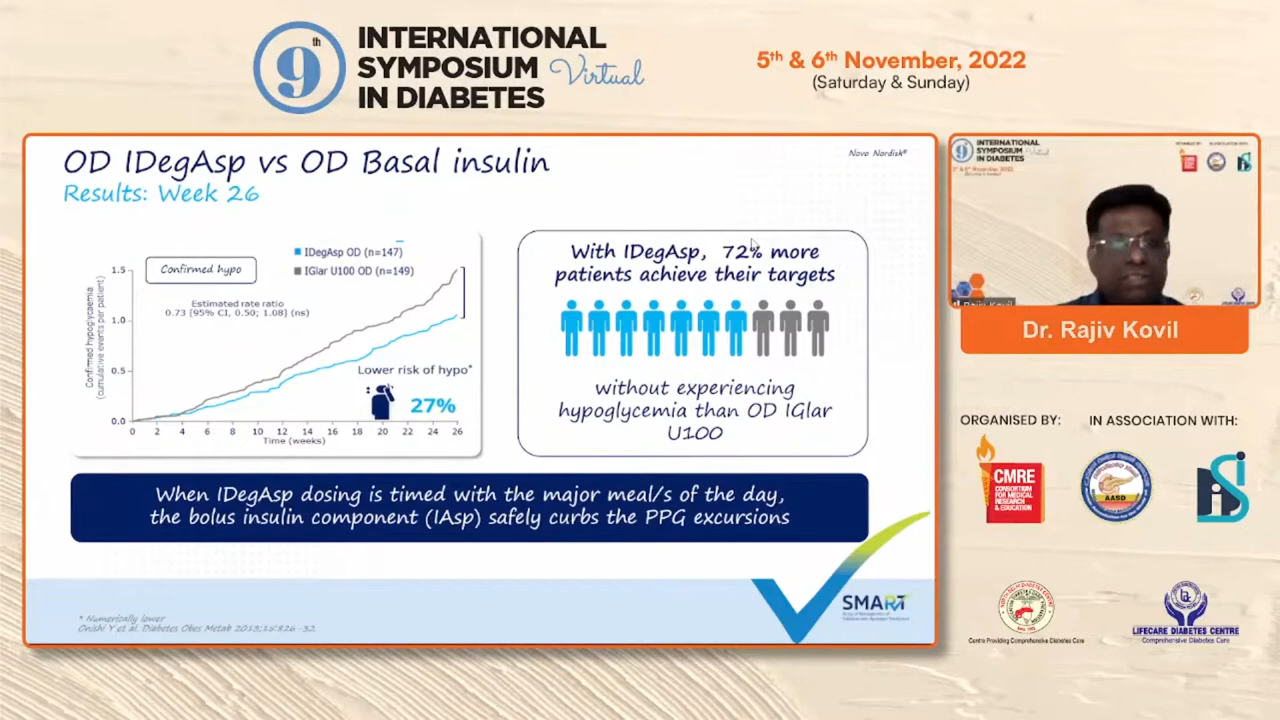 9th
INTERNATIONAL
SYMPOSIUM Virtual
IN DIABETES
5th & 6th November, 2022
(Saturday & Sunday)
OD IDegAsp vs OD Basal insulin
Results: Week 26
Novo Nordisk®
Confirmed hypo
IDegAsp OD (n=147)
IGlar U100 OD (n=149)
Estimated rate ratio
0.73 [95% CI, 0.50; 1.08] (ns)
Confirmed hypoglycaemia
(cumulative events per patient)
1.5
1.0
0.5
0.0
Lower risk of hypo*
27%
0 2 4 6 8 10 12 14 16 18 20 22 24 26
Time (weeks)
With IDegAsp, 72% more
patients achieve their targets
without experiencing
hypoglycemia than OD IGlar
U100
When IDegAsp dosing is timed with the major meal/s of the day,
the bolus insulin component (IAsp) safely curbs the PPG excursions
* Numerically lower
Onishi Y et al. Diabetes Obes Metab 2013;15:826–32.
SMART
9
INTERNATIONAL
SYMPOSIUM
IN DIABETES
Rajiv Kovil
Dr. Rajiv Kovil
ORGANISED BY:
IN ASSOCIATION WITH:
CMRE
CONSORTIUM
FOR MEDICAL
RESEARCH
& EDUCATION
AASD
Centre Providing Comprehensive Diabetes Care
LIFECARE DIABETES CENTRE
Comprehensive Diabetes Care